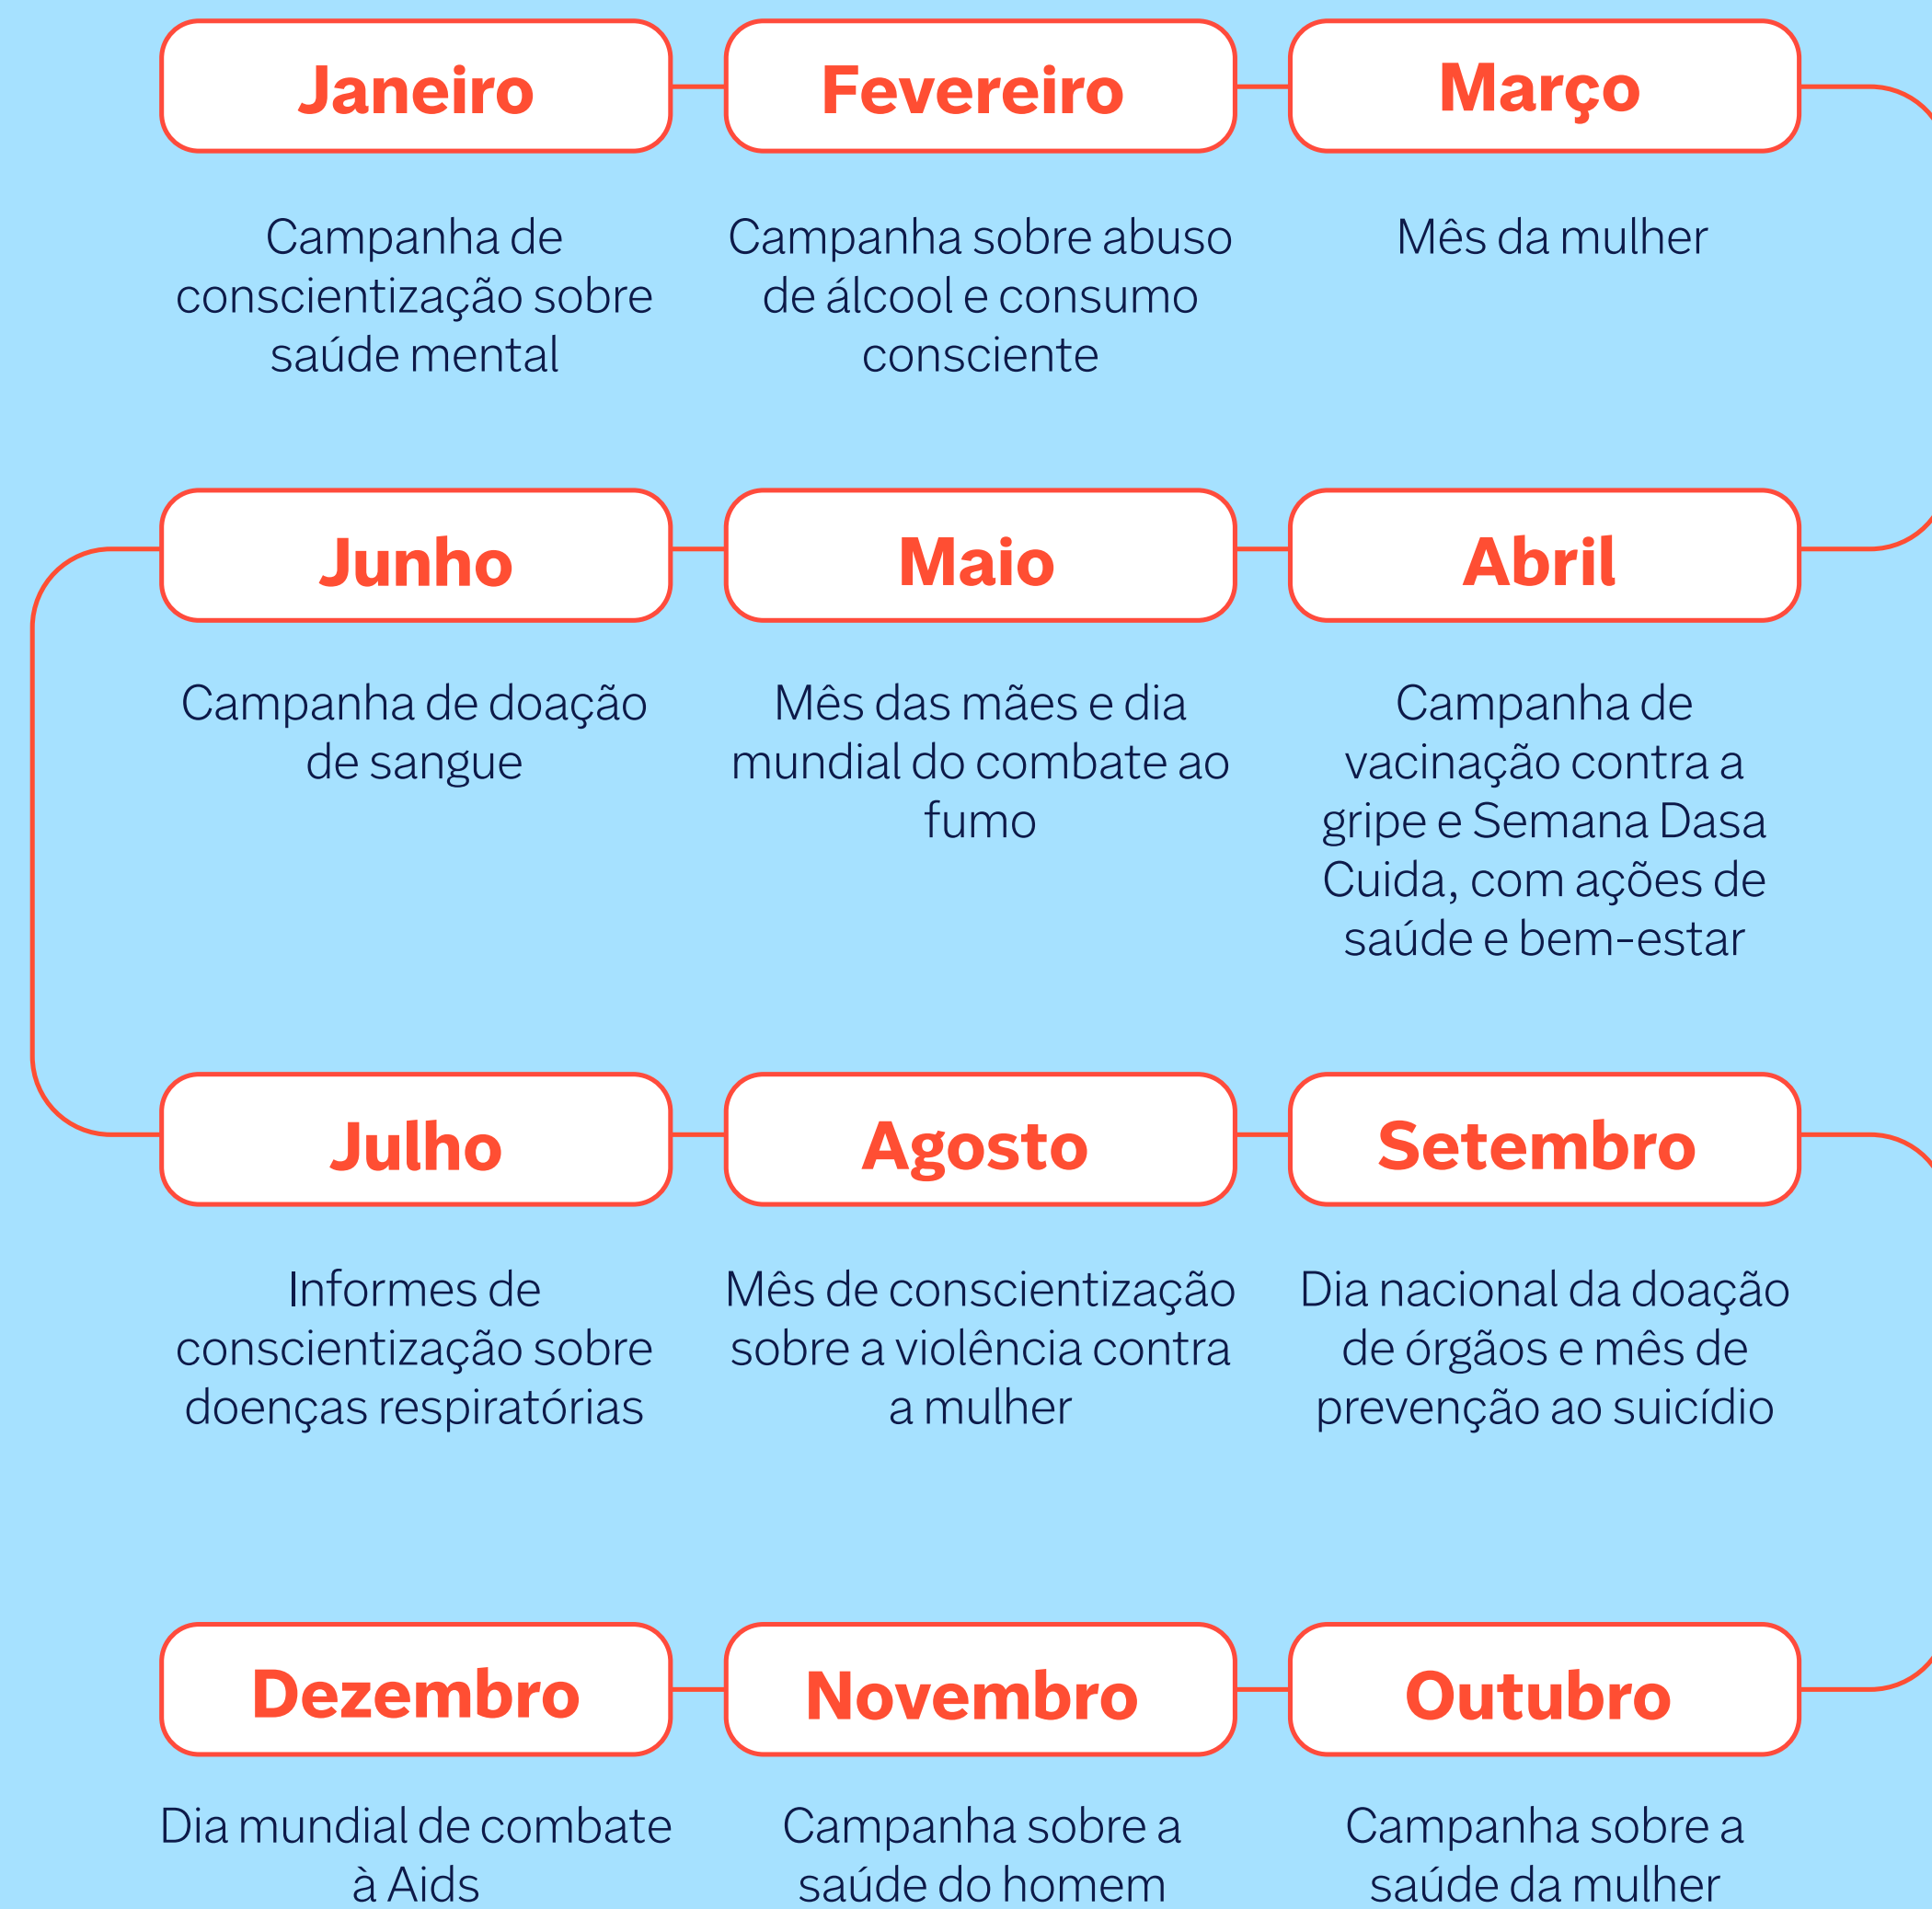 Janeiro
Campanha de
conscientização sobre
saúde mental
Fevereiro
Campanha sobre abuso
de álcool e consumo
consciente
Março
Mês da mulher
Abril
Campanha de
vacinação contra a
gripe e Semana Dasa
Cuida, com ações de
saúde e bem-estar
Maio
Mês das mães e dia
mundial do combate ao
fumo
Junho
Campanha de doação
de sangue
Julho
Informes de
conscientização sobre
doenças respiratórias
Agosto
Mês de conscientização
sobre a violência contra
a mulher
Setembro
Dia nacional da doação
de órgãos e mês de
prevenção ao suicídio
Outubro
Campanha sobre a
saúde da mulher
Novembro
Campanha sobre a
saúde do homem
Dezembro
Dia mundial de combate
à Aids